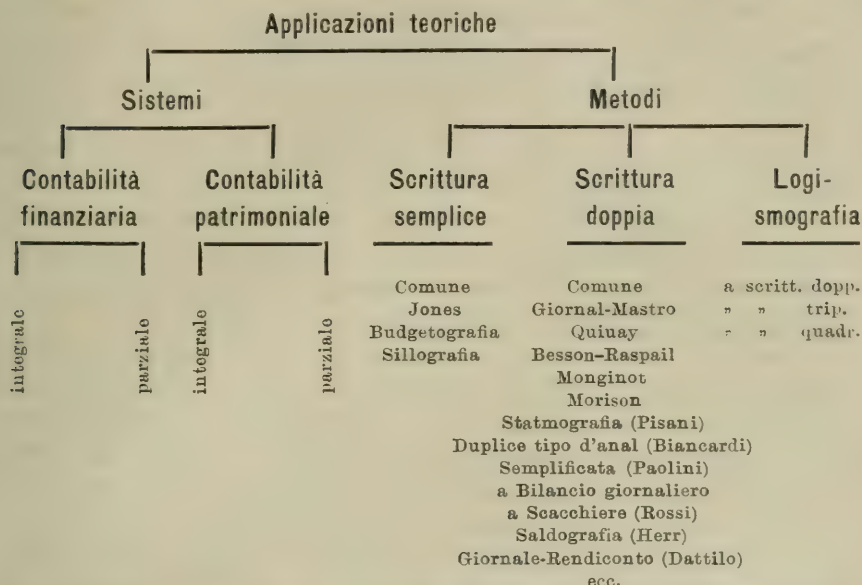 Applicazioni teoriche
Sistemi
Metodi
Contabilità
finanziaria
Contabilità
patrimoniale
Scrittura
semplice
Scrittura
doppia
Logi-
smografia
integrale
parziale
integrale
parziale
Comune
Jones
Budgetografia
Sillografia
Comune
Giornal-Mastro
Quiuay
Besson-Raspail
Monginot
Morison
Statmografia (Pisani)
Duplice tipo d'anal (Biancardi)
Semplificata (Paolini)
a Bilancio giornaliero
a Scacchiere (Rossi)
Saldografia (Herr)
Giornale-Rendiconto (Dattilo)
ecc.
a scritt. dopp.
" " trip.
" " quadr.